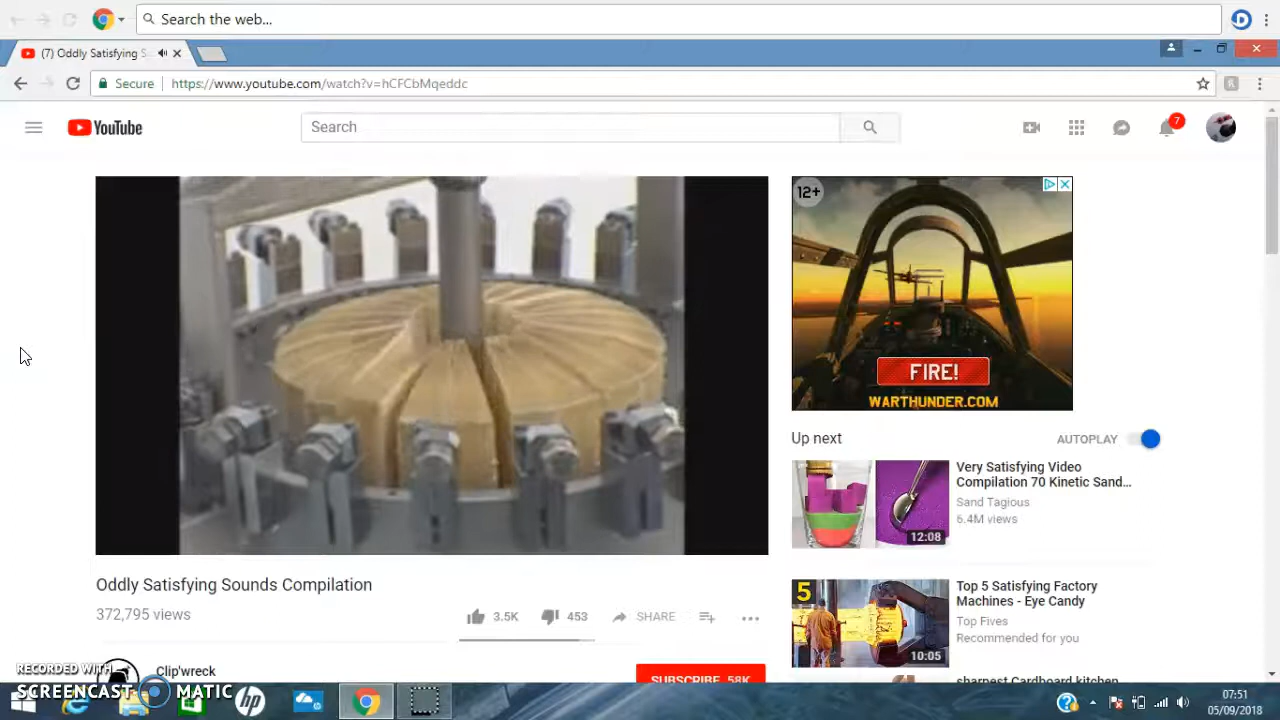 Search the web...
(7) Oddly Satisfying S
Secure
https://www.youtube.com/watch?v=hCFCbMqeddc
YouTube
Search
7
12+
FIRE!
WARTHUNDER.COM
Up next
AUTOPLAY
Very Satisfying Video
Compilation 70 Kinetic Sand...
Sand Tagious
6.4M views
12:08
Oddly Satisfying Sounds Compilation
372,795 views
3.5K
453
SHARE
5
Top 5 Satisfying Factory
Machines - Eye Candy
Top Fives
Recommended for you
10:05
Clip'wreck
SUBSCRIBE 58K
sharpest Cardboard kitchen
RECORDED WITH
SCREENCAST MATIC
hp
07:51
05/09/2018